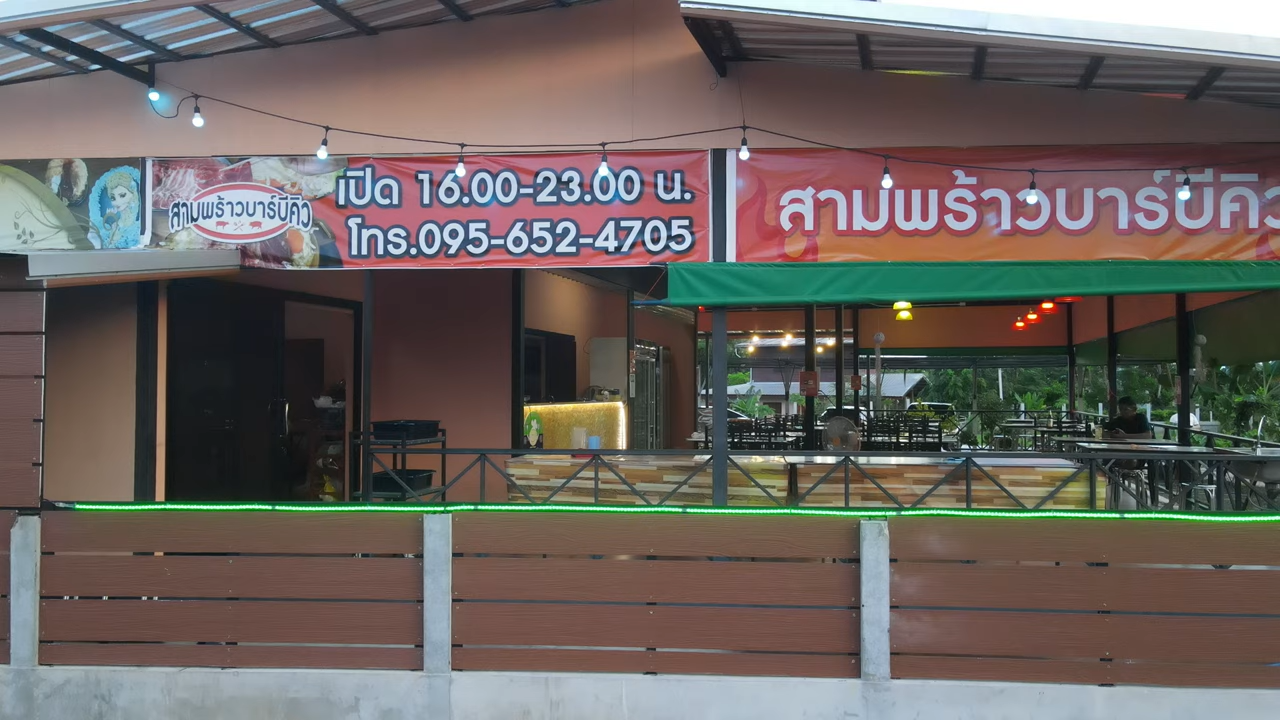 สามพร้าวบาร์บีคิว
เปิด 16.00-23.00 น.
โทร.095-652-4705
สามพร้าวบาร์บีคิว